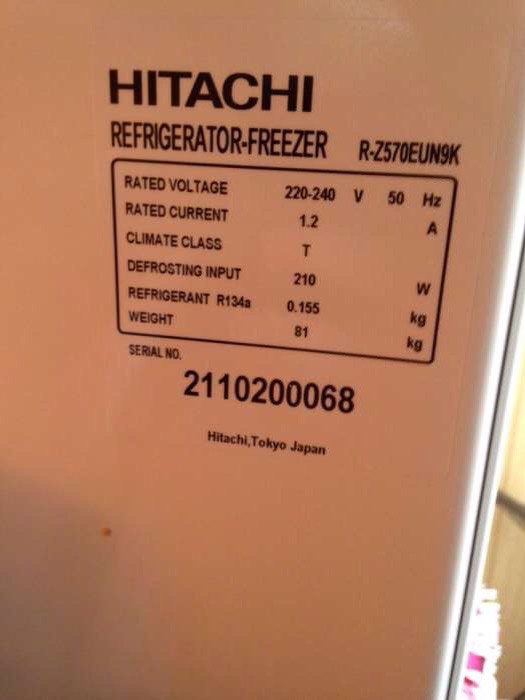 HITACHI
REFRIGERATOR-FREEZER R-Z570EUN9K
RATED VOLTAGE 220-240 V 50 Hz
RATED CURRENT 1.2 A
CLIMATE CLASS T
DEFROSTING INPUT 210 W
REFRIGERANT R134a 0.155 kg
WEIGHT 81 kg
SERIAL NO.
2110200068
Hitachi,Tokyo Japan